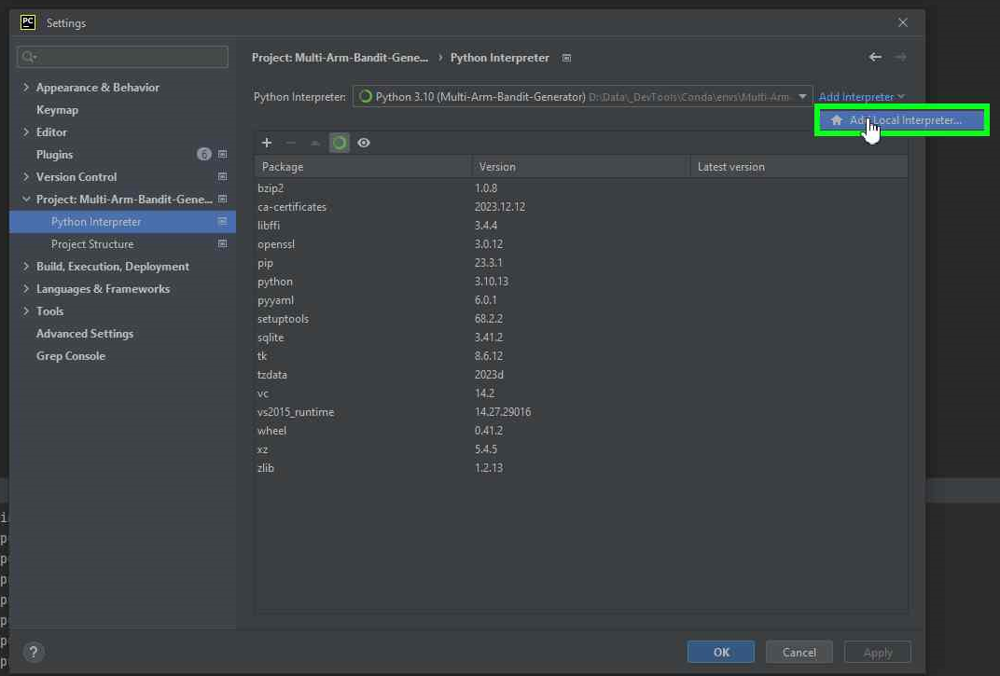 PC
Settings
Project: Multi-Arm-Bandit-Gene... › Python Interpreter
Python Interpreter: Python 3.10 (Multi-Arm-Bandit-Generator) D:\Data\_DevTools\Conda\envs\Multi-Arm- Add Interpreter
Add Local Interpreter...
Appearance & Behavior
Keymap
Editor
Plugins 6
Version Control
Project: Multi-Arm-Bandit-Gene...
Python Interpreter
Project Structure
Build, Execution, Deployment
Languages & Frameworks
Tools
Advanced Settings
Grep Console
Package Version Latest version
bzip2 1.0.8
ca-certificates 2023.12.12
libffi 3.4.4
openssl 3.0.12
pip 23.3.1
python 3.10.13
pyyaml 6.0.1
setuptools 68.2.2
sqlite 3.41.2
tk 8.6.12
tzdata 2023d
vc 14.2
vs2015_runtime 14.27.29016
wheel 0.41.2
xz 5.4.5
zlib 1.2.13
? OK Cancel Apply